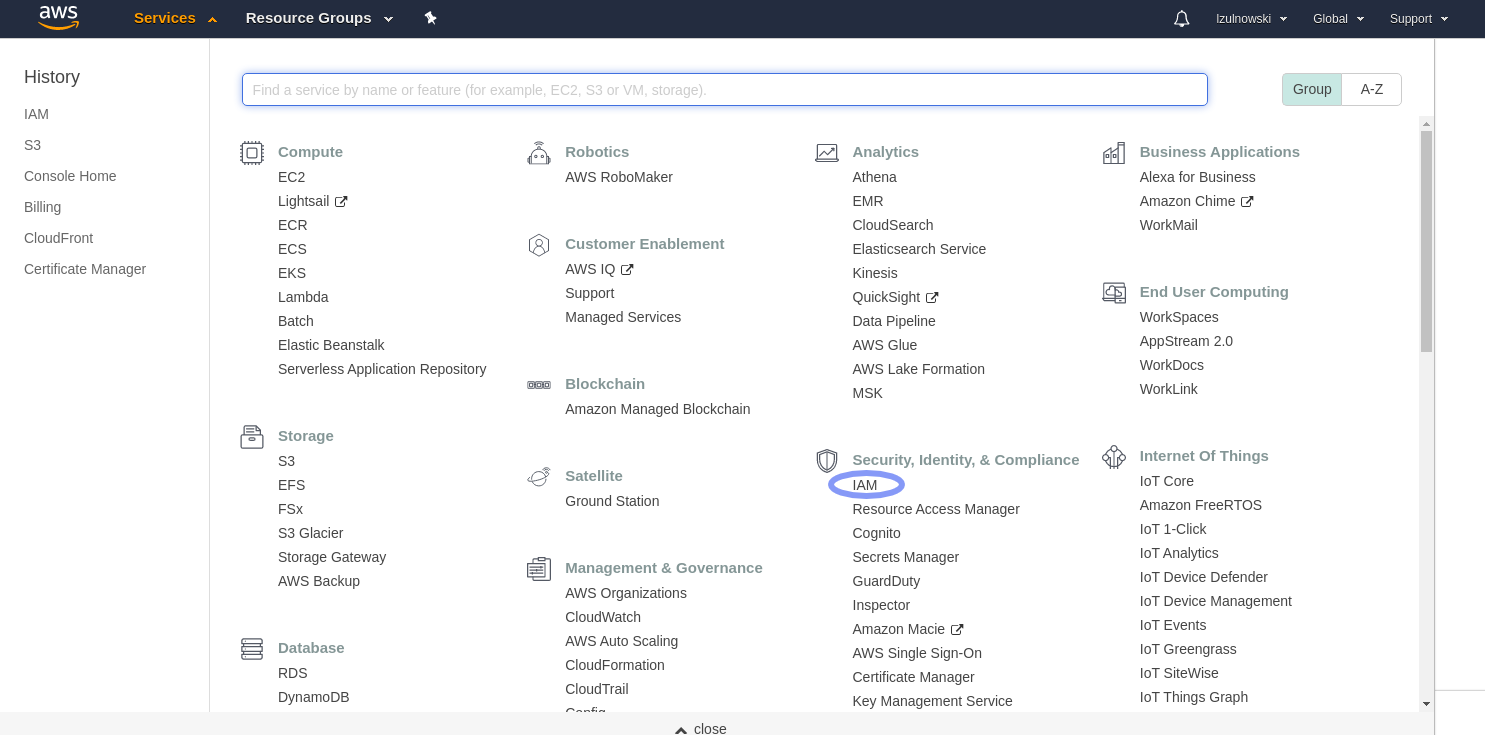 aws
Services
Resource Groups
lzulnowski
Global
Support
History
IAM
S3
Console Home
Billing
CloudFront
Certificate Manager
Find a service by name or feature (for example, EC2, S3 or VM, storage).
Group
A-Z
Compute
EC2
Lightsail
ECR
ECS
EKS
Lambda
Batch
Elastic Beanstalk
Serverless Application Repository
Storage
S3
EFS
FSx
S3 Glacier
Storage Gateway
AWS Backup
Database
RDS
DynamoDB
Robotics
AWS RoboMaker
Customer Enablement
AWS IQ
Support
Managed Services
Blockchain
Amazon Managed Blockchain
Satellite
Ground Station
Management & Governance
AWS Organizations
CloudWatch
AWS Auto Scaling
CloudFormation
CloudTrail
Config
Analytics
Athena
EMR
CloudSearch
Elasticsearch Service
Kinesis
QuickSight
Data Pipeline
AWS Glue
AWS Lake Formation
MSK
Security, Identity, & Compliance
IAM
Resource Access Manager
Cognito
Secrets Manager
GuardDuty
Inspector
Amazon Macie
AWS Single Sign-On
Certificate Manager
Key Management Service
Business Applications
Alexa for Business
Amazon Chime
WorkMail
End User Computing
WorkSpaces
AppStream 2.0
WorkDocs
WorkLink
Internet Of Things
IoT Core
Amazon FreeRTOS
IoT 1-Click
IoT Analytics
IoT Device Defender
IoT Device Management
IoT Events
IoT Greengrass
IoT SiteWise
IoT Things Graph
close